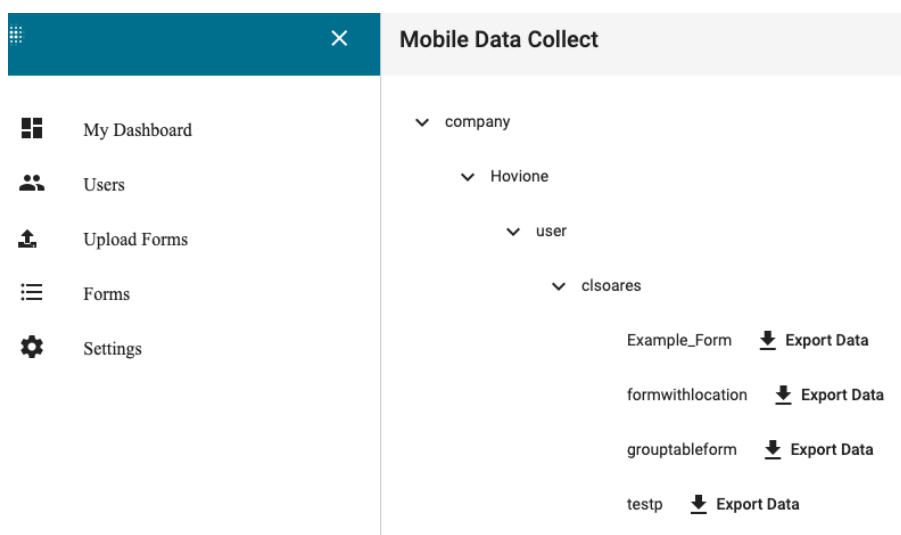 Mobile Data Collect
My Dashboard
Users
Upload Forms
Forms
Settings
company
Hovione
user
clsoares
Example_Form Export Data
formwithlocation Export Data
grouptableform Export Data
testp Export Data